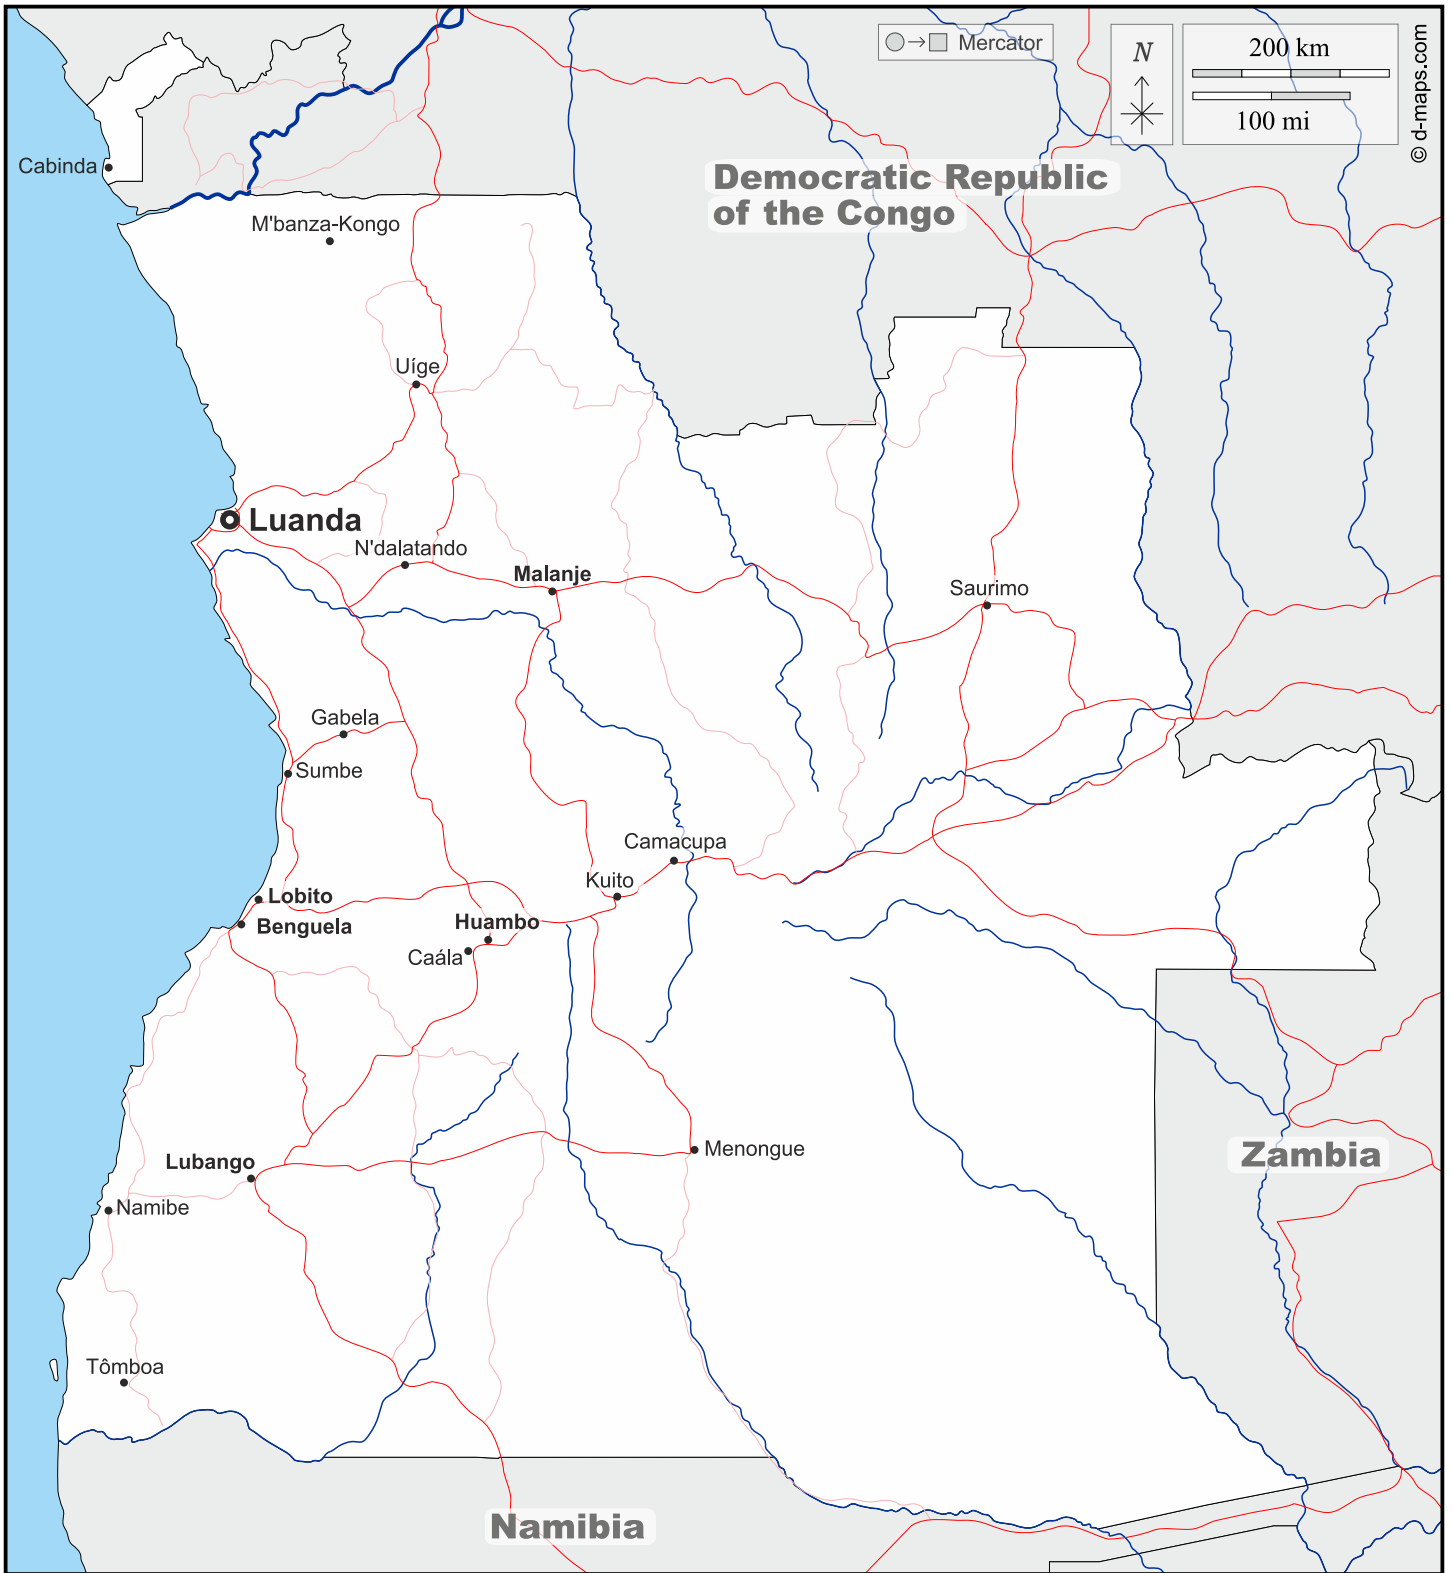 Mercator
N
200 km
100 mi
© d-maps.com
Cabinda
Democratic Republic
of the Congo
M'banza-Kongo
Uíge
Luanda
N'dalatando
Malanje
Saurimo
Gabela
Sumbe
Camacupa
Kuito
Lobito
Benguela
Huambo
Caála
Menongue
Zambia
Lubango
Namibe
Tômboa
Namibia